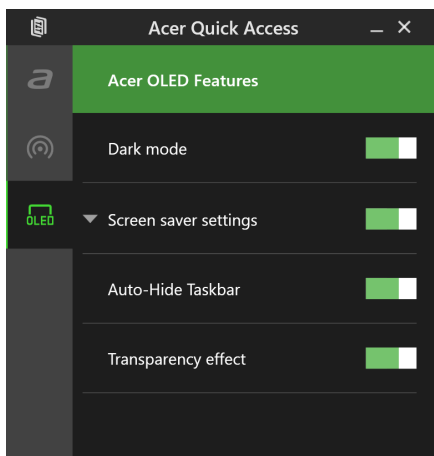 Acer Quick Access
a
Acer OLED Features
Dark mode
OLED
Screen saver settings
Auto-Hide Taskbar
Transparency effect